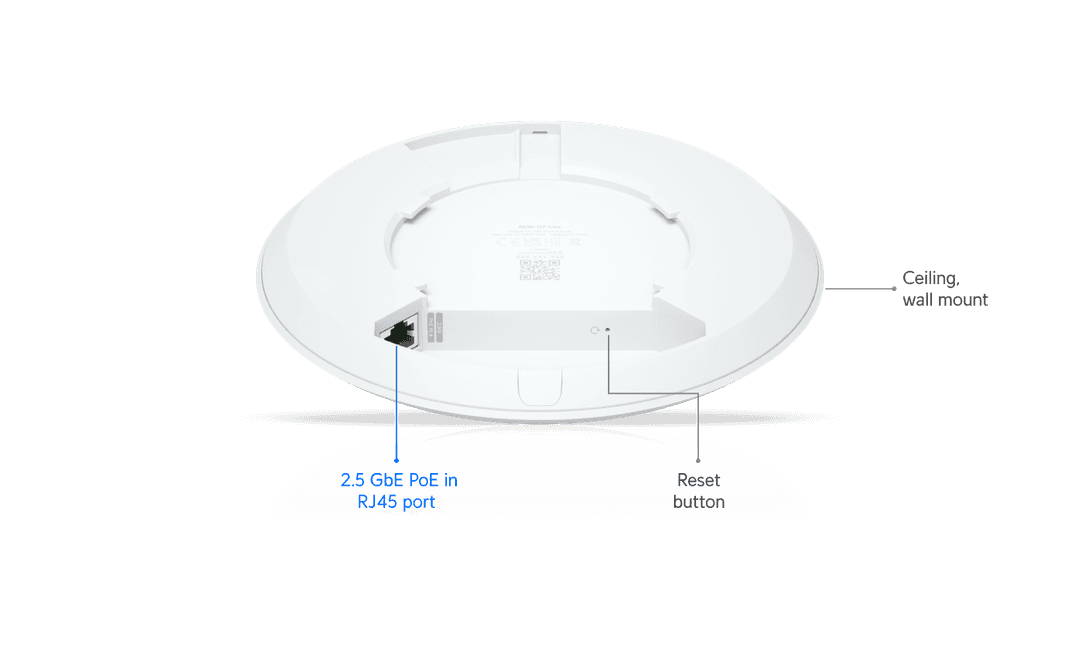 Ceiling,
wall mount
2.5 GbE PoE in
RJ45 port
Reset
button